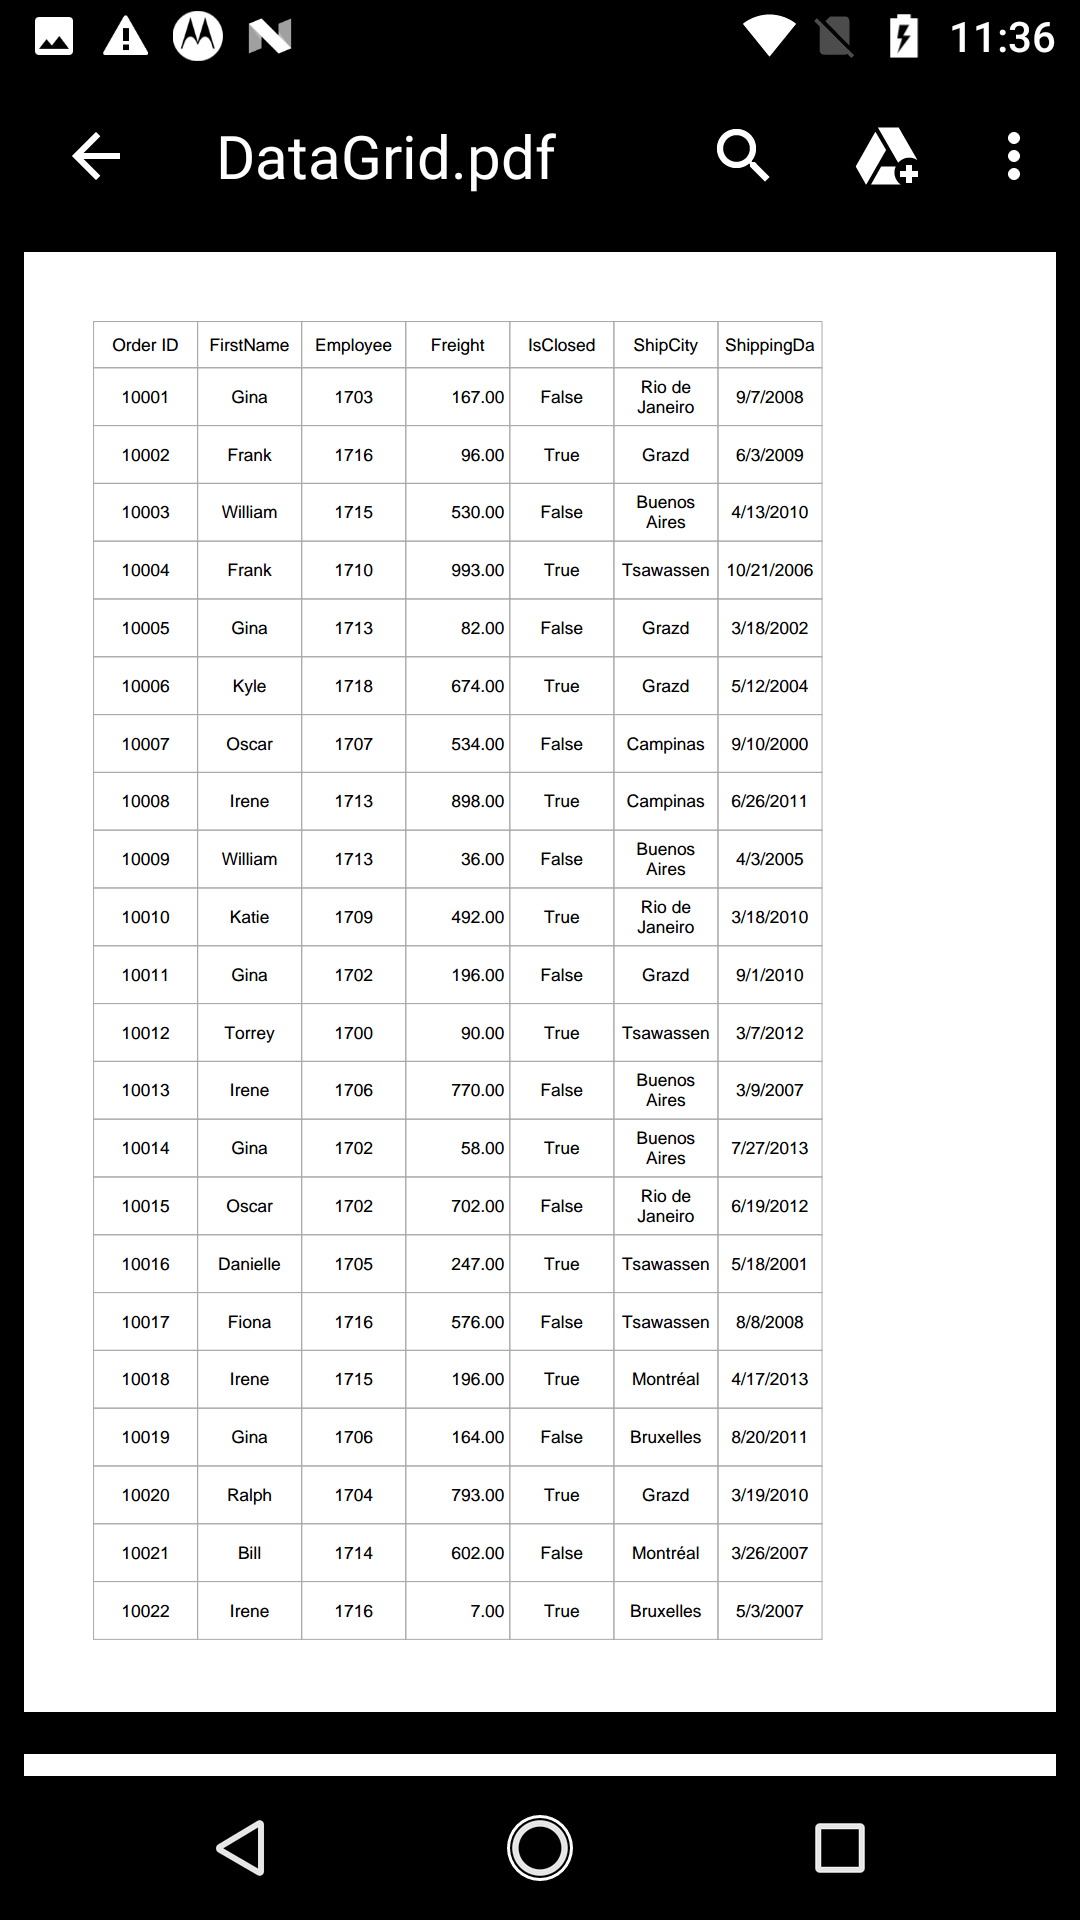 11:36
DataGrid.pdf
Order ID FirstName Employee Freight IsClosed ShipCity ShippingDa
10001 Gina 1703 167.00 False Rio de Janeiro 9/7/2008
10002 Frank 1716 96.00 True Grazd 6/3/2009
10003 William 1715 530.00 False Buenos Aires 4/13/2010
10004 Frank 1710 993.00 True Tsawassen 10/21/2006
10005 Gina 1713 82.00 False Grazd 3/18/2002
10006 Kyle 1718 674.00 True Grazd 5/12/2004
10007 Oscar 1707 534.00 False Campinas 9/10/2000
10008 Irene 1713 898.00 True Campinas 6/26/2011
10009 William 1713 36.00 False Buenos Aires 4/3/2005
10010 Katie 1709 492.00 True Rio de Janeiro 3/18/2010
10011 Gina 1702 196.00 False Grazd 9/1/2010
10012 Torrey 1700 90.00 True Tsawassen 3/7/2012
10013 Irene 1706 770.00 False Buenos Aires 3/9/2007
10014 Gina 1702 58.00 True Buenos Aires 7/27/2013
10015 Oscar 1702 702.00 False Rio de Janeiro 6/19/2012
10016 Danielle 1705 247.00 True Tsawassen 5/18/2001
10017 Fiona 1716 576.00 False Tsawassen 8/8/2008
10018 Irene 1715 196.00 True Montréal 4/17/2013
10019 Gina 1706 164.00 False Bruxelles 8/20/2011
10020 Ralph 1704 793.00 True Grazd 3/19/2010
10021 Bill 1714 602.00 False Montréal 3/26/2007
10022 Irene 1716 7.00 True Bruxelles 5/3/2007